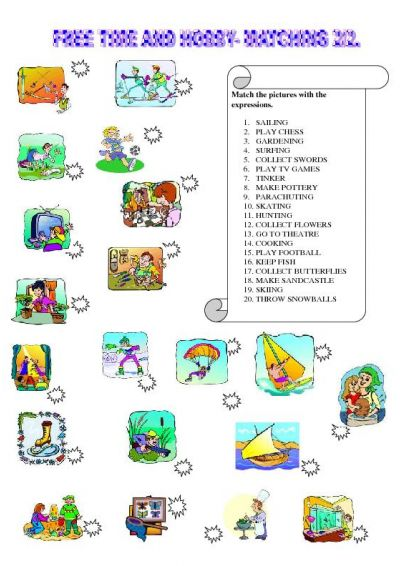 FREE TIME AND HOBBY- MATCHING 2/2.
Match the pictures with the
expressions.
1. SAILING
2. PLAY CHESS
3. GARDENING
4. SURFING
5. COLLECT SWORDS
6. PLAY TV GAMES
7. TINKER
8. MAKE POTTERY
9. PARACHUTING
10. SKATING
11. HUNTING
12. COLLECT FLOWERS
13. GO TO THEATRE
14. COOKING
15. PLAY FOOTBALL
16. KEEP FISH
17. COLLECT BUTTERFLIES
18. MAKE SANDCASTLE
19. SKIING
20. THROW SNOWBALLS